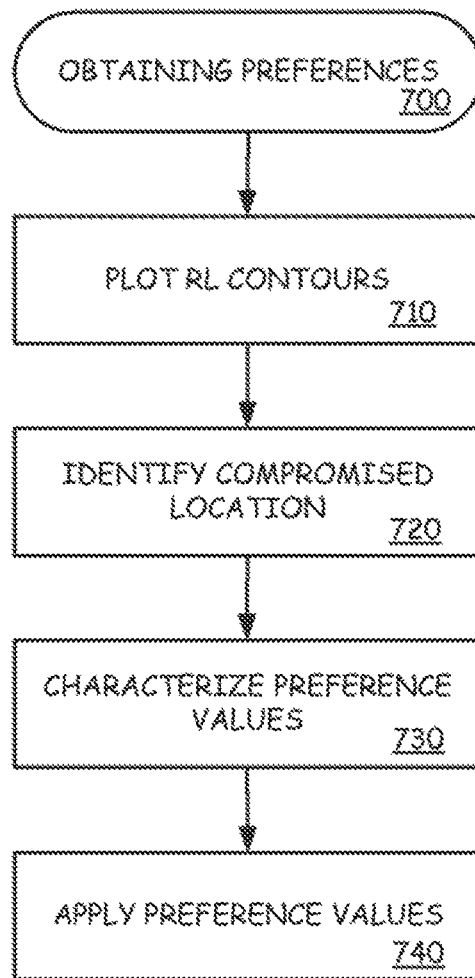 OBTAINING PREFERENCES
700
PLOT RL CONTOURS
710
IDENTIFY COMPROMISED
LOCATION
720
CHARACTERIZE PREFERENCE
VALUES
730
APPLY PREFERENCE VALUES
740